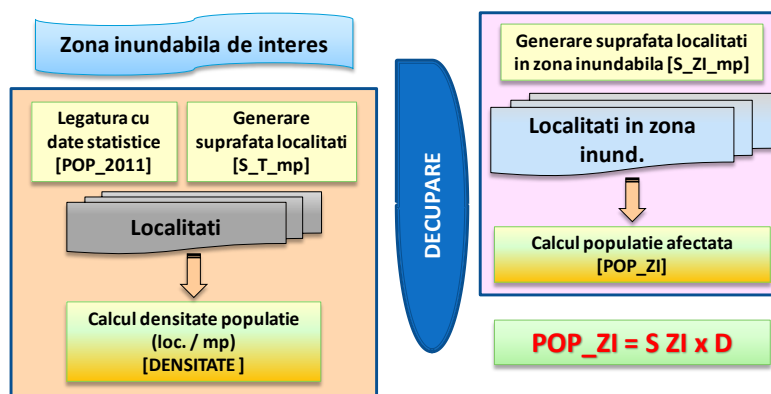 Zona inundabila de interes
Legatura cu
date statistice
[POP_2011]
Generare
suprafata localitati
[S_T_mp]
Localitati
Calcul densitate populatie
(loc. / mp)
[DENSITATE ]
DECUPARE
Generare suprafata localitati
in zona inundabila [S_ZI_mp]
Localitati in zona
inund.
Calcul populatie afectata
[POP_ZI]
POP_ZI = S ZI x D